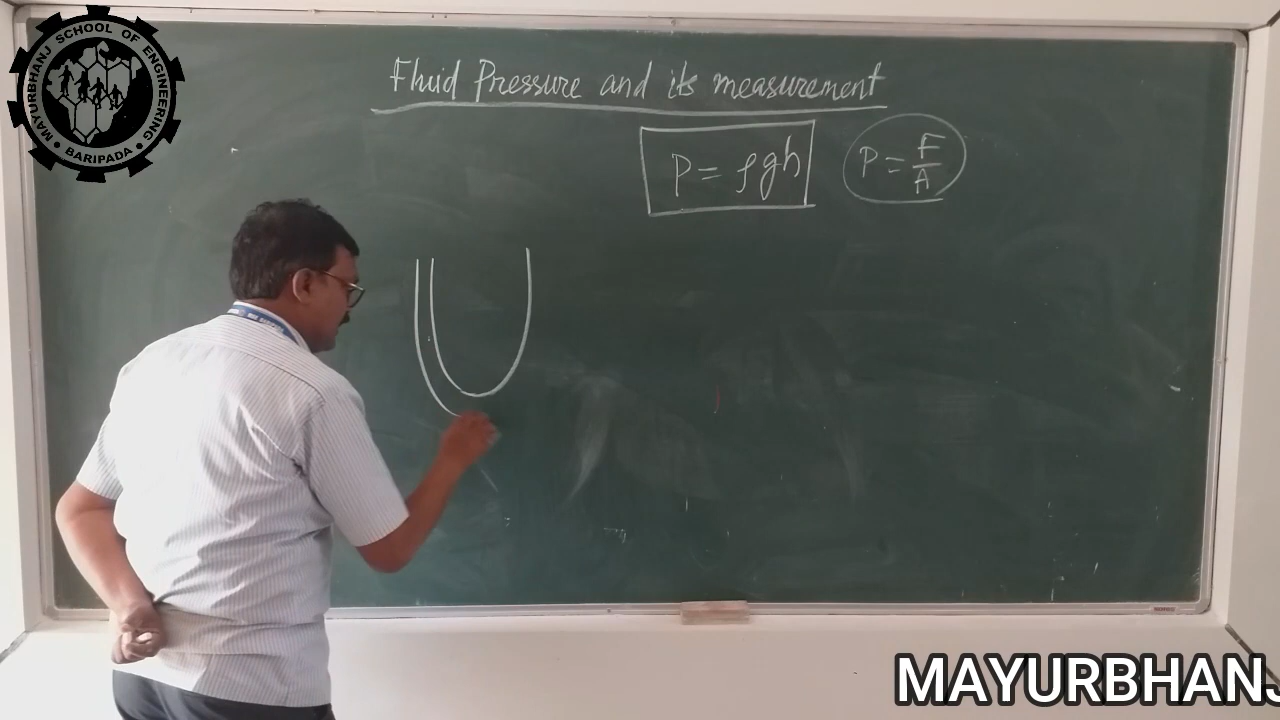 MAYURBHANJ SCHOOL OF ENGINEERING
BARIPADA
Fluid Pressure and its measurement
P = ρgh
P = F/A
MAYURBHANJ